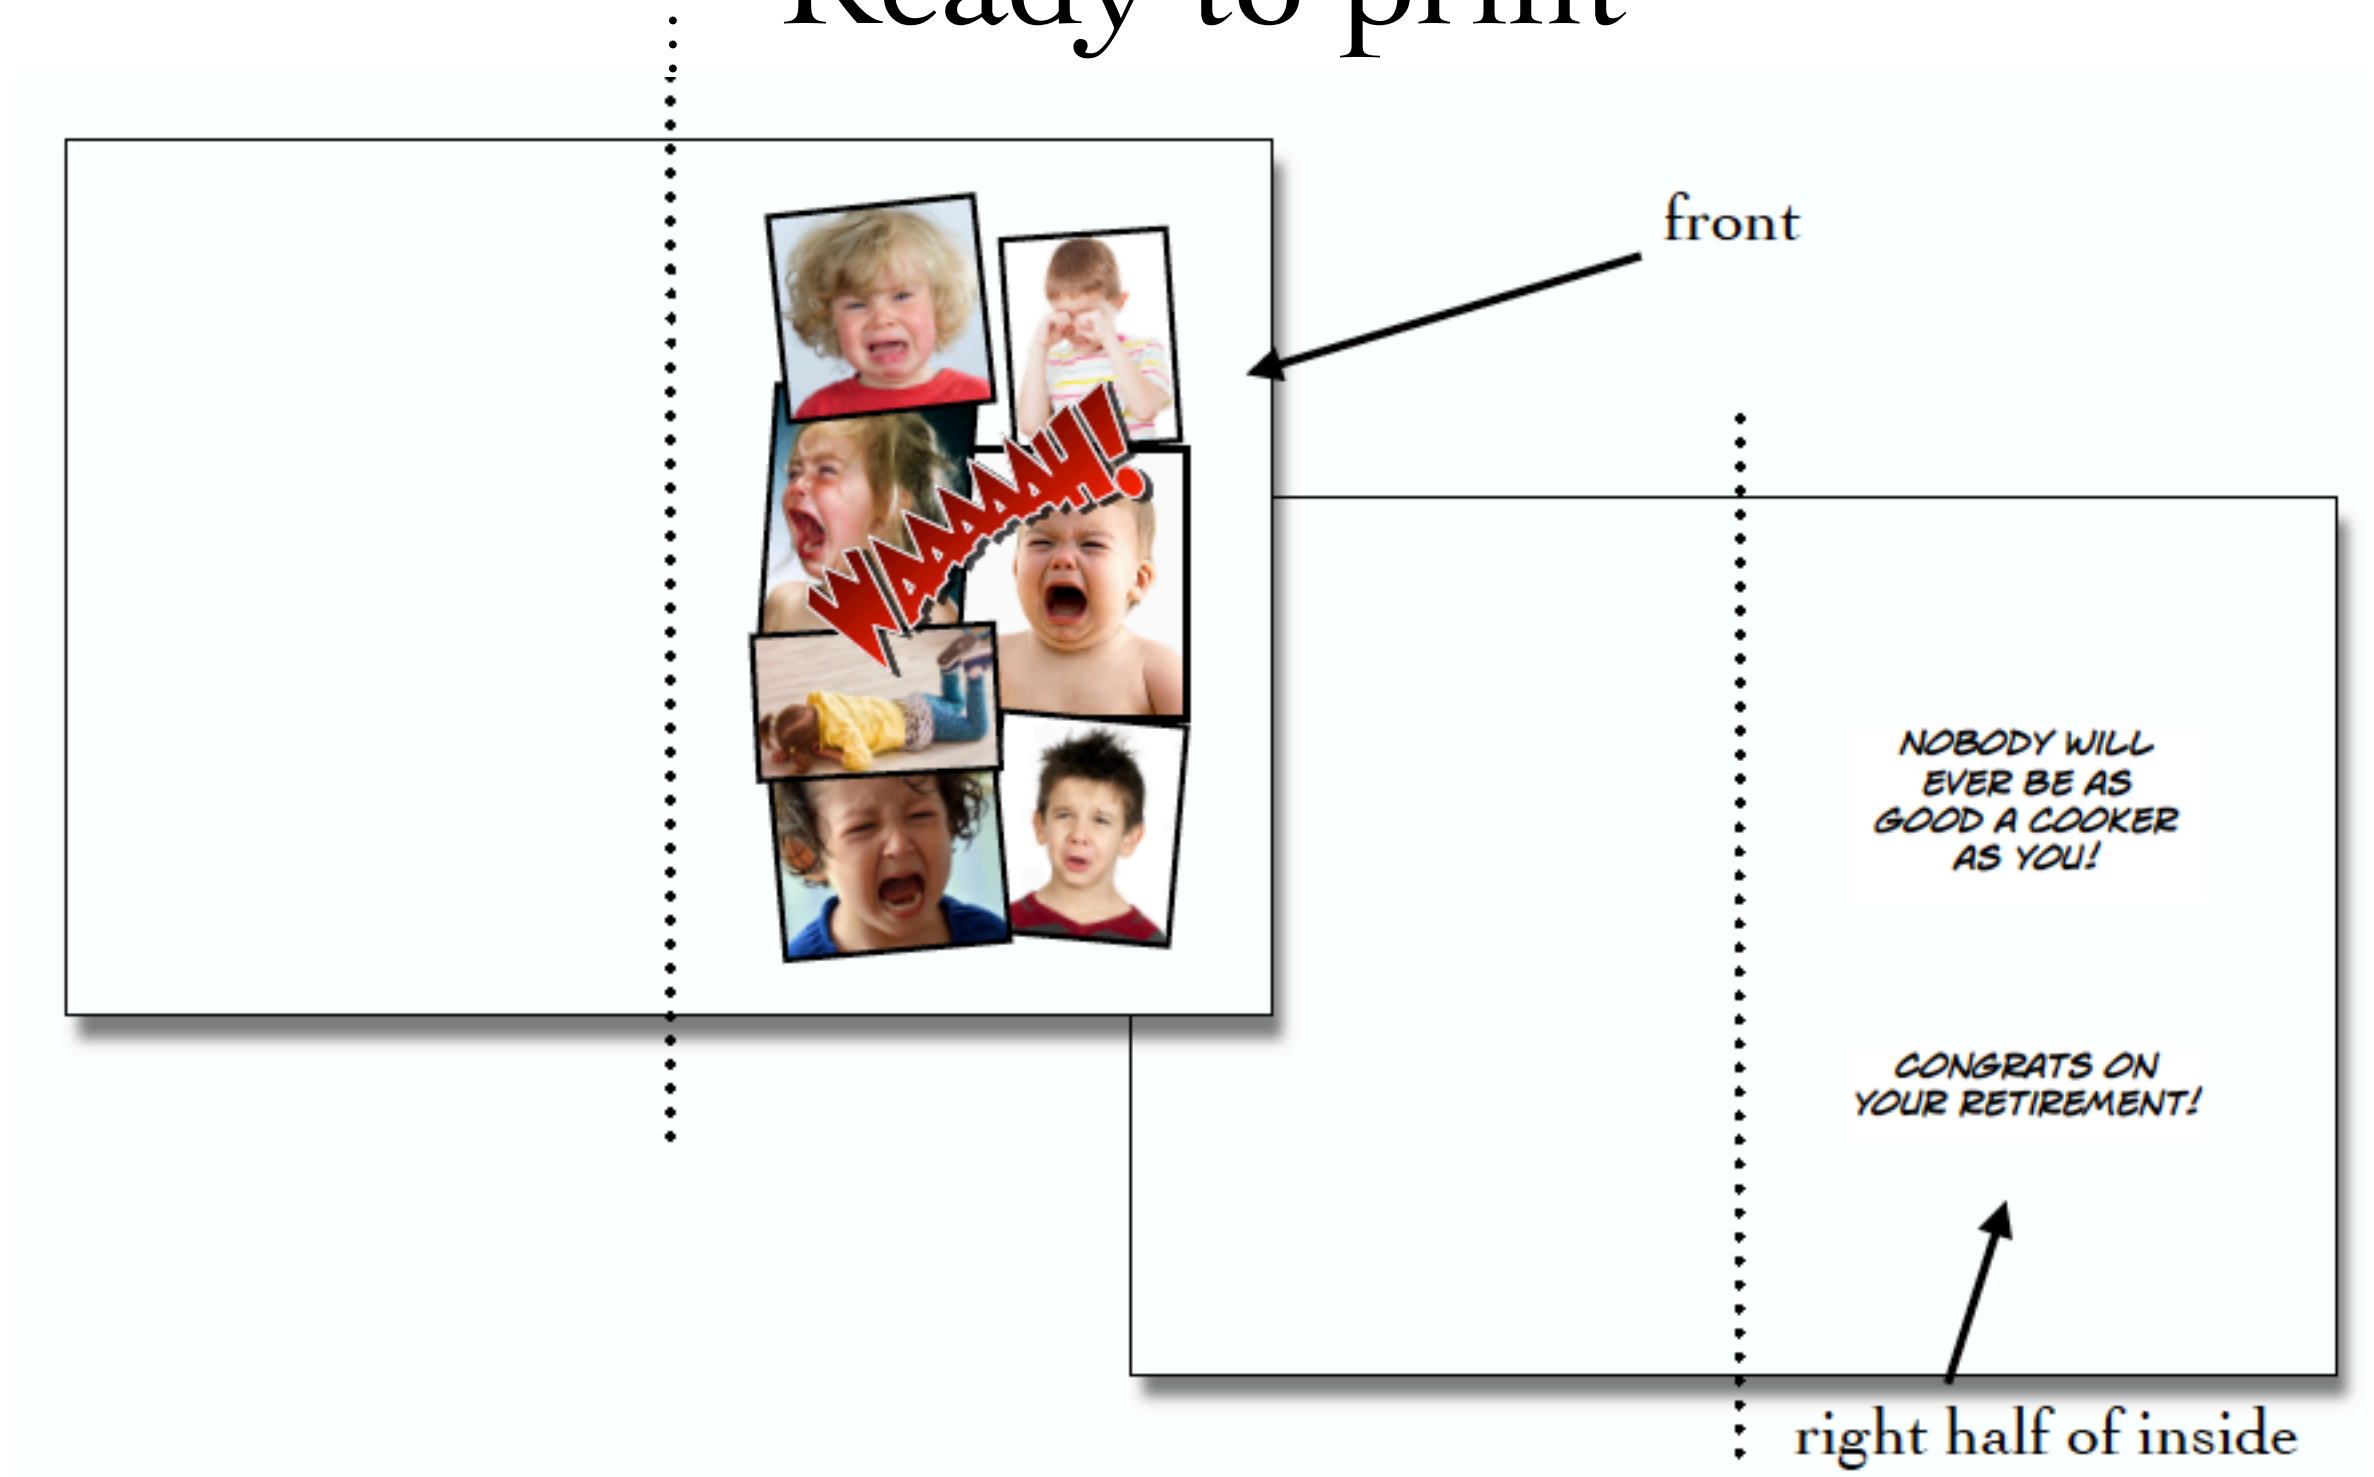 Ready to print
front
WAAAAAH!
NOBODY WILL
EVER BE AS
GOOD A COOKER
AS YOU!
CONGRATS ON
YOUR RETIREMENT!
right half of inside